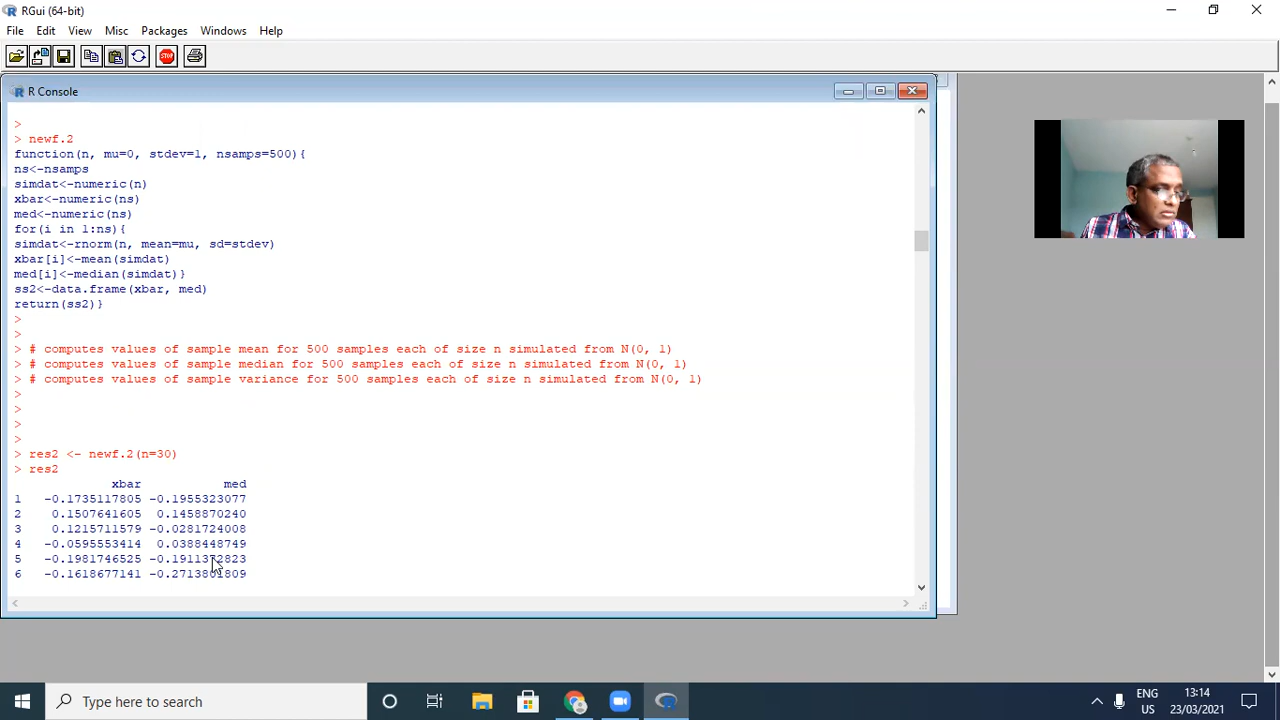 RGui (64-bit)
File Edit View Misc Packages Windows Help
STOP
R Console
>
> newf.2
function(n, mu=0, stdev=1, nsamps=500){
ns<-nsamps
simdat<-numeric(n)
xbar<-numeric(ns)
med<-numeric(ns)
for(i in 1:ns){
simdat<-rnorm(n, mean=mu, sd=stdev)
xbar[i]<-mean(simdat)
med[i]<-median(simdat)}
ss2<-data.frame(xbar, med)
return(ss2)}
>
>
> # computes values of sample mean for 500 samples each of size n simulated from N(0, 1)
> # computes values of sample median for 500 samples each of size n simulated from N(0, 1)
> # computes values of sample variance for 500 samples each of size n simulated from N(0, 1)
>
>
>
>
> res2 <- newf.2(n=30)
> res2
xbar med
1 -0.1735117805 -0.1955323077
2 0.1507641605 0.1458870240
3 0.1215711579 -0.0281724008
4 -0.0595553414 0.0388448749
5 -0.1981746525
6 -0.1618677141
Type here to search
ENG
US
13:14
23/03/2021